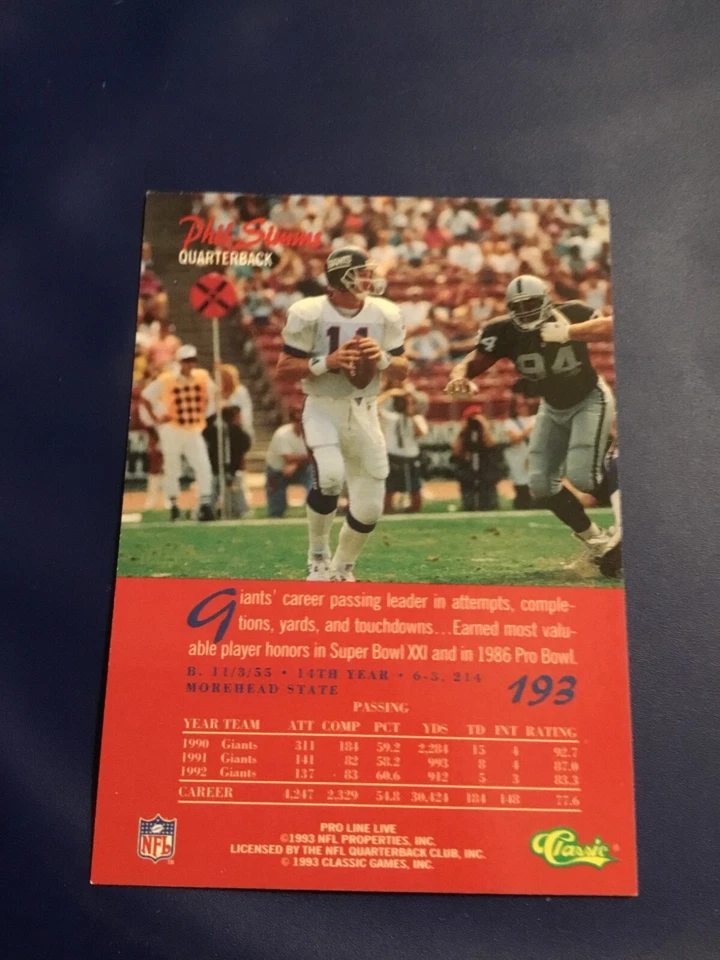 Phil Simms
QUARTERBACK
GIANTS
11
94
Giants' career passing leader in attempts, comple-
tions, yards, and touchdowns...Earned most valu-
able player honors in Super Bowl XXI and in 1986 Pro Bowl.
B. 11/3/55 • 14TH YEAR • 6-3, 214
MOREHEAD STATE
193
PASSING
YEAR TEAM ATT COMP PCT YDS TD INT RATING
1990 Giants 311 184 59.2 2,284 15 4 92.7
1991 Giants 141 82 58.2 993 8 4 87.0
1992 Giants 137 83 60.6 912 5 3 83.3
CAREER 4,247 2,329 54.8 30,424 184 148 77.6
PRO LINE LIVE
©1993 NFL PROPERTIES, INC.
LICENSED BY THE NFL QUARTERBACK CLUB, INC.
© 1993 CLASSIC GAMES, INC.
NFL
TM
Classic®